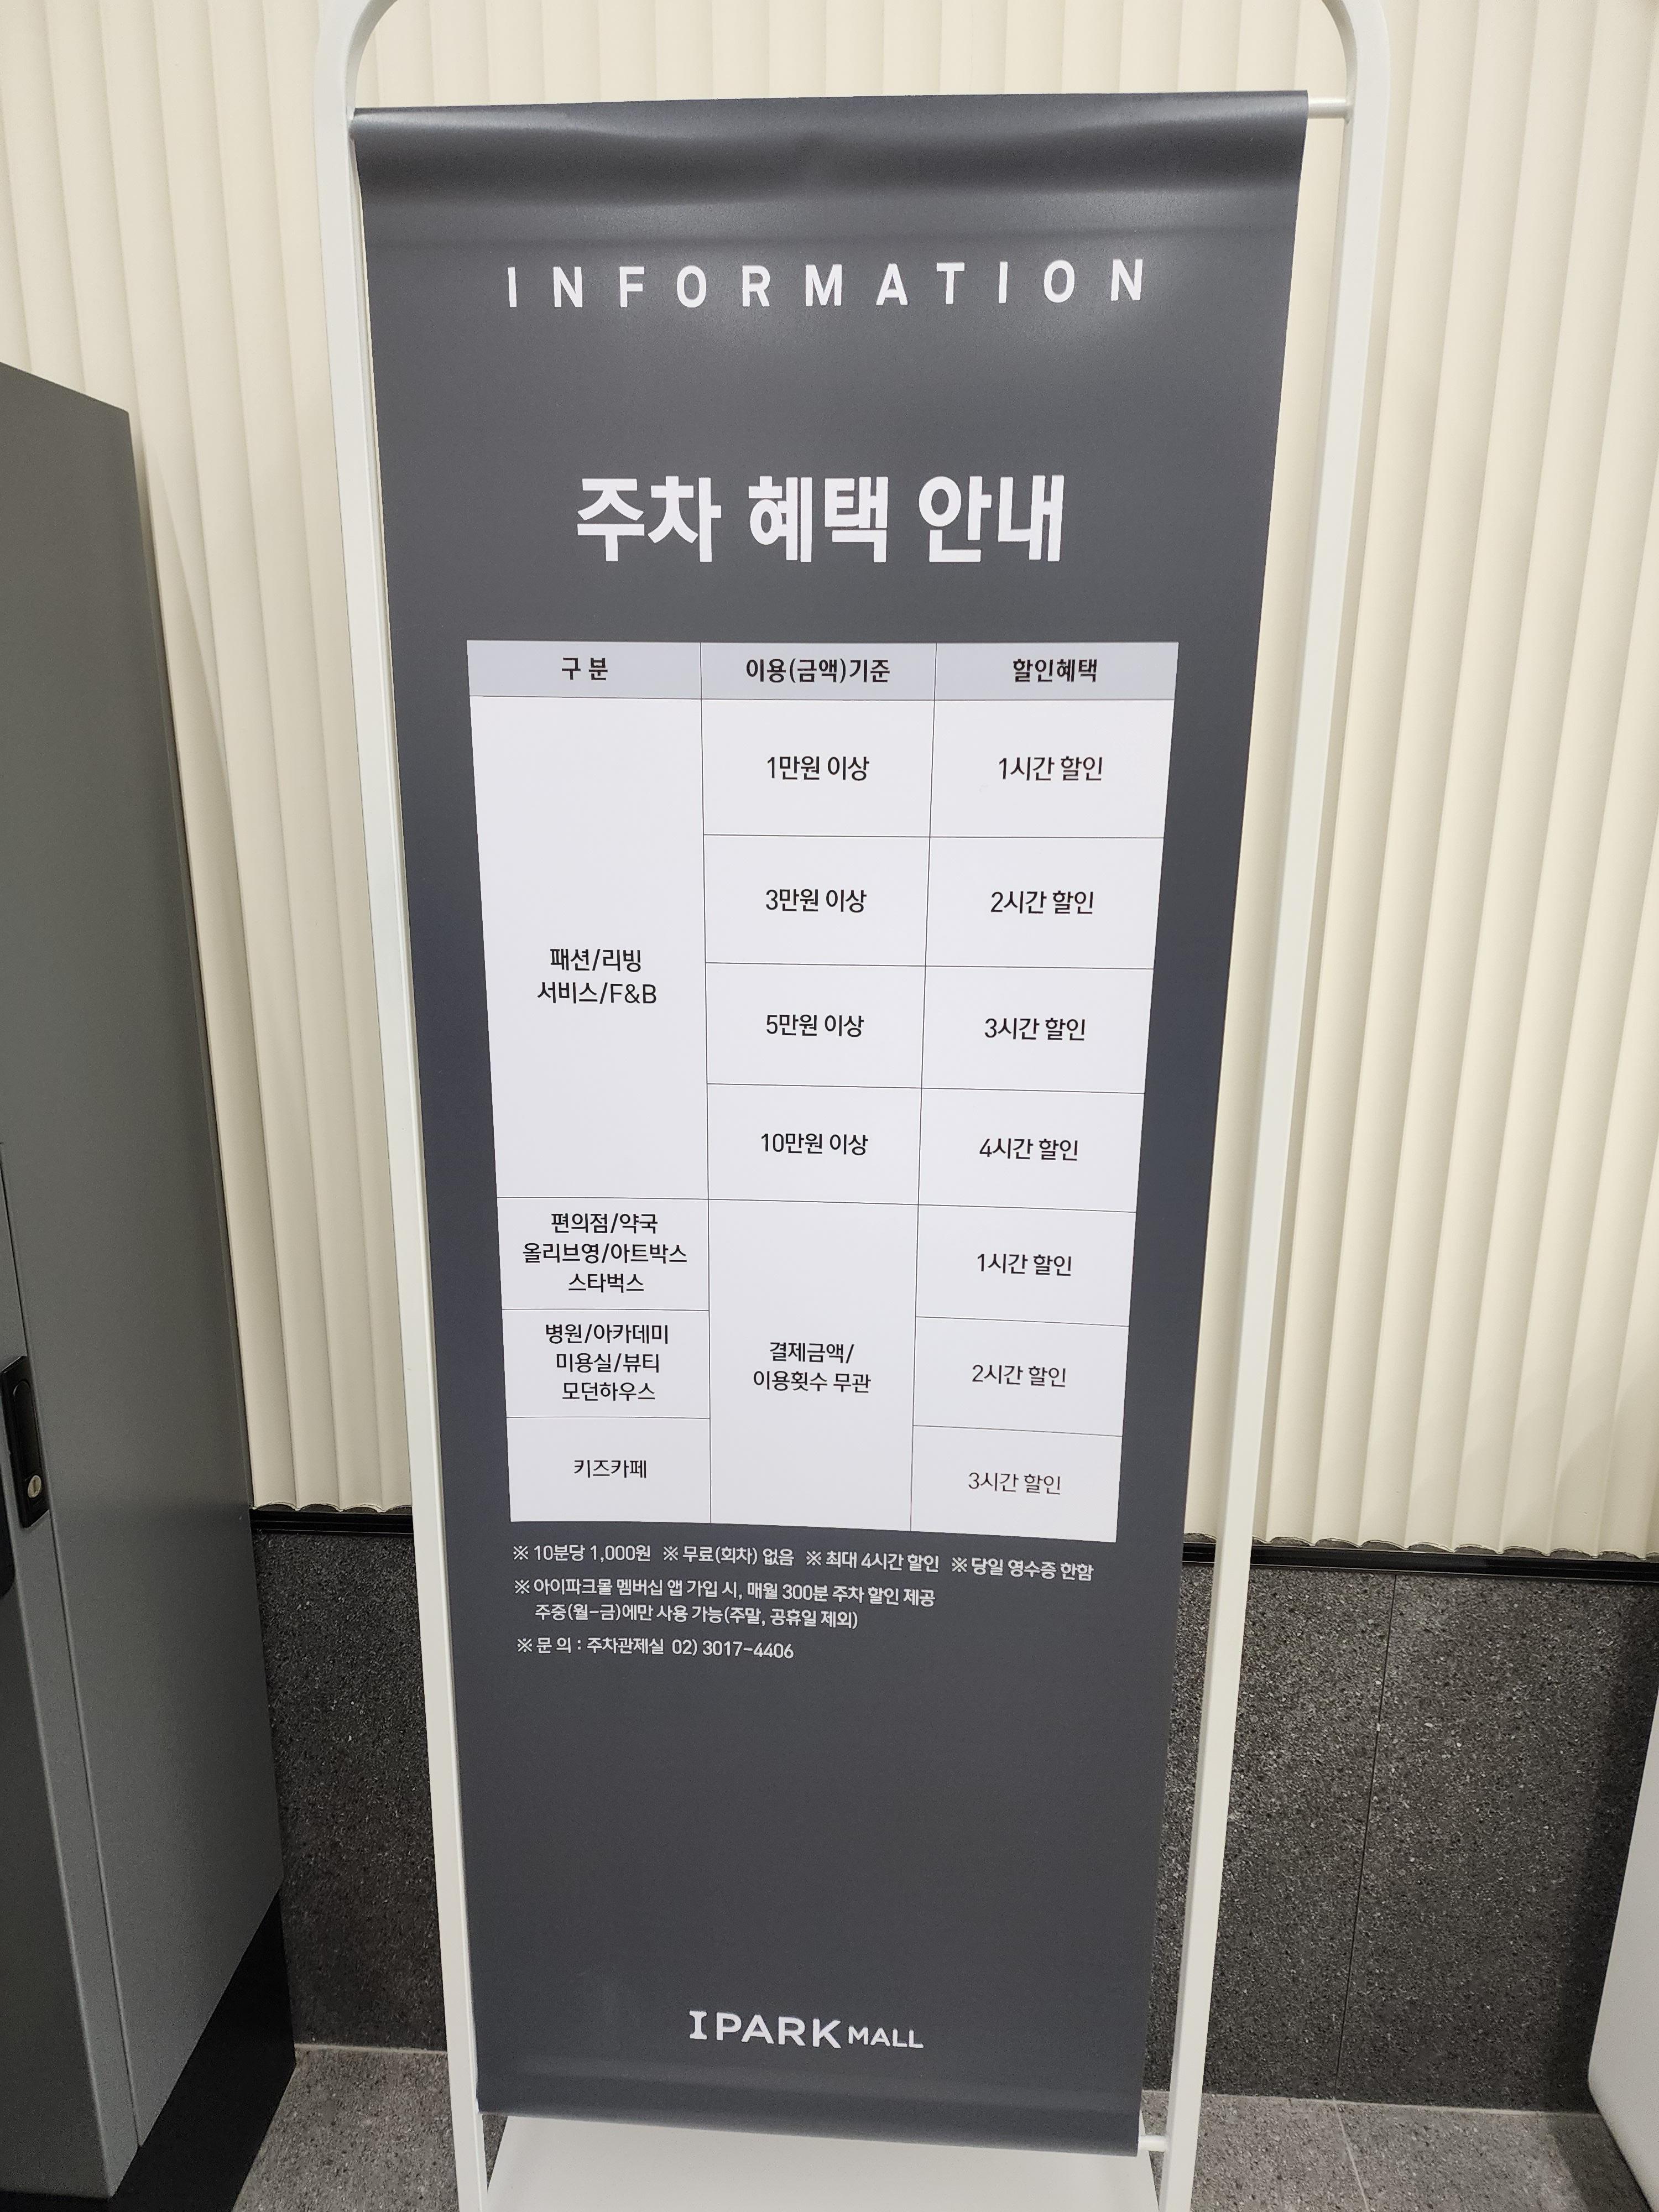 INFORMATION
주차 혜택 안내
구 분 이용(금액)기준 할인혜택
패션/리빙
서비스/F&B
1만원 이상 1시간 할인
3만원 이상 2시간 할인
5만원 이상 3시간 할인
10만원 이상 4시간 할인
편의점/약국
올리브영/아트박스
스타벅스
1시간 할인
병원/아카데미
미용실/뷰티
모던하우스
결제금액/
이용횟수 무관
2시간 할인
키즈카페
3시간 할인
※ 10분당 1,000원 ※ 무료(회차) 없음 ※ 최대 4시간 할인 ※ 당일 영수증 한함
※ 아이파크몰 멤버십 앱 가입 시, 매월 300분 주차 할인 제공
주중(월-금)에만 사용 가능(주말, 공휴일 제외)
※ 문 의 : 주차관제실 02) 3017-4406
IPARK MALL